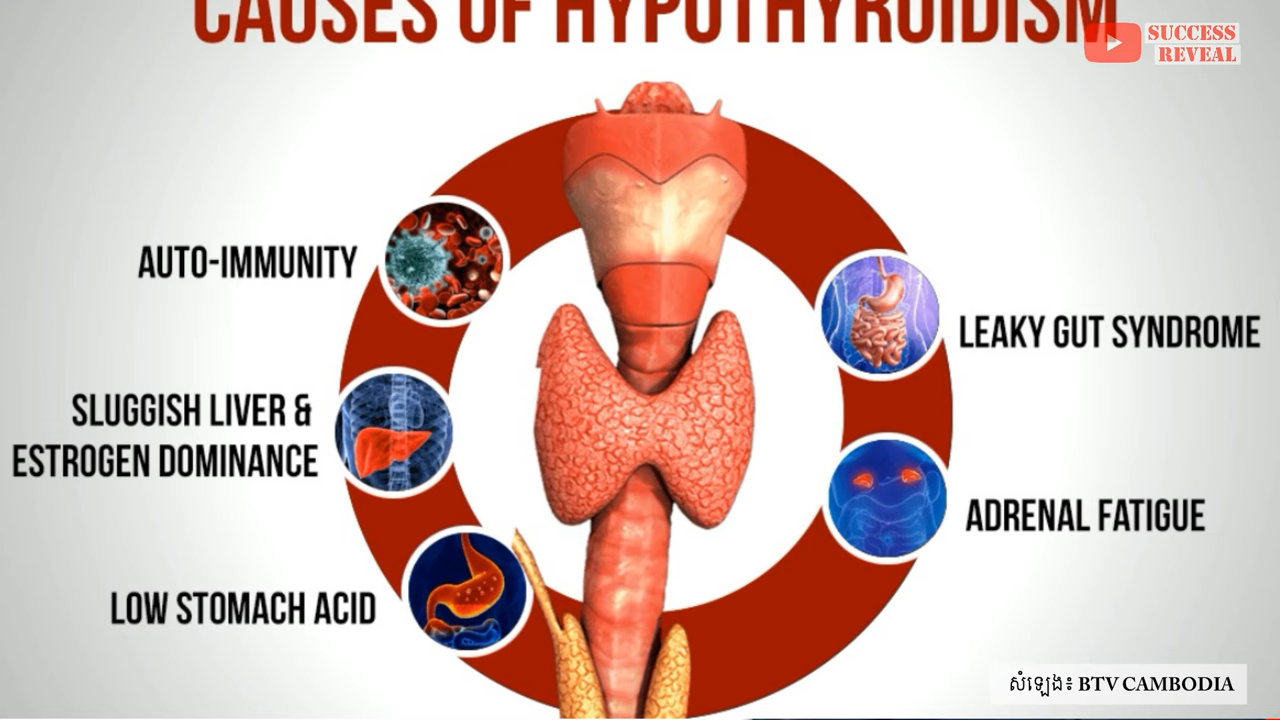 CAUSES OF HYPOTHYROIDISM
SUCCESS
REVEAL
AUTO-IMMUNITY
LEAKY GUT SYNDROME
SLUGGISH LIVER &
ESTROGEN DOMINANCE
ADRENAL FATIGUE
LOW STOMACH ACID
សំឡេង៖ BTV CAMBODIA